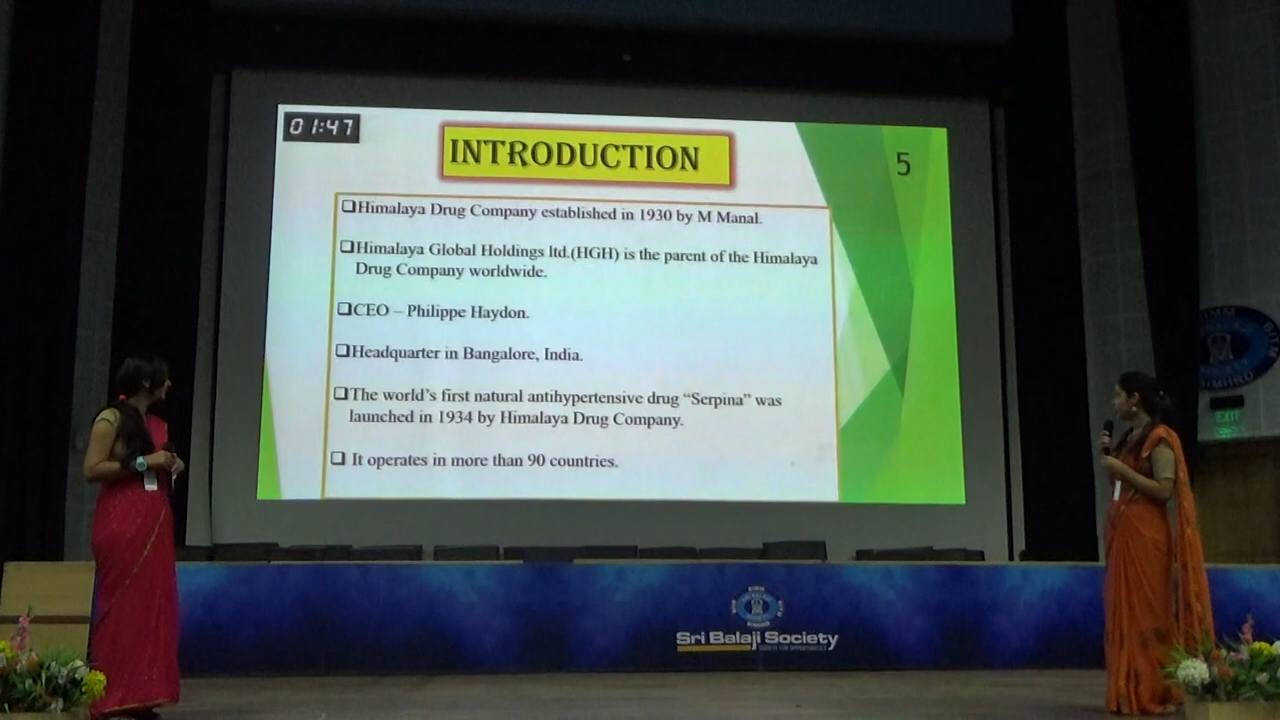 01:47
INTRODUCTION
5
❑Himalaya Drug Company established in 1930 by M Manal.
❑Himalaya Global Holdings ltd.(HGH) is the parent of the Himalaya
Drug Company worldwide.
❑CEO – Philippe Haydon.
❑Headquarter in Bangalore, India.
❑The world's first natural antihypertensive drug “Serpina” was
launched in 1934 by Himalaya Drug Company.
❑ It operates in more than 90 countries.
EXIT
Sri Balaji Society